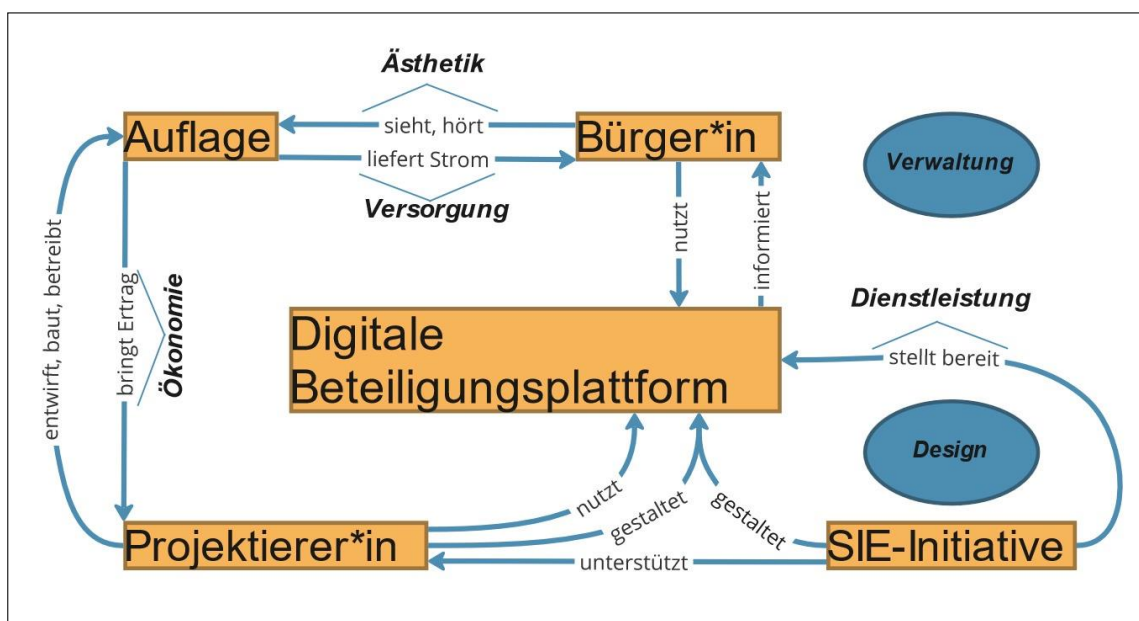 Ästhetik
Auflage
sieht, hört
Bürger*in
liefert Strom
Versorgung
Verwaltung
entwirft, baut, betreibt
bringt Ertrag
Ökonomie
nutzt
informiert
Digitale
Beteiligungsplattform
Dienstleistung
stellt bereit
Design
nutzt
gestaltet
gestaltet
Projektierer*in
unterstützt
SIE-Initiative